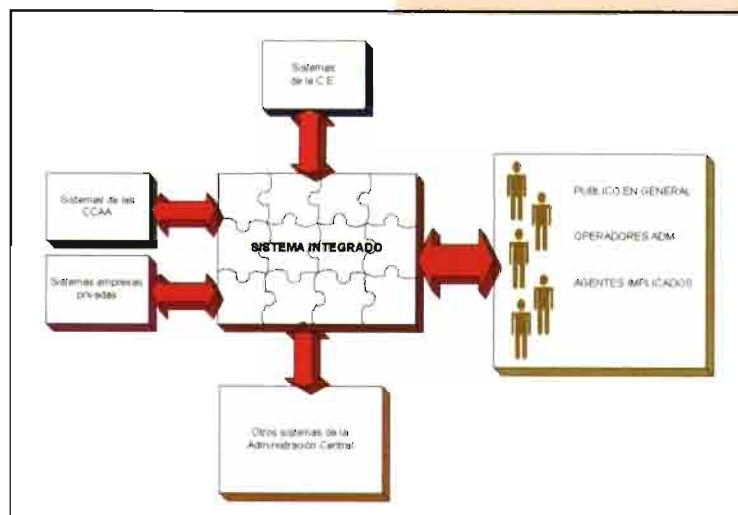 Sistemas
de la C.E.
Sistemas de las
CCAA
SISTEMA INTEGRADO
Sistemas empresas
privadas
PUBLICO EN GENERAL
OPERADORES ADM
AGENTES IMPLICADOS
Otros sistemas de la
Administración Central